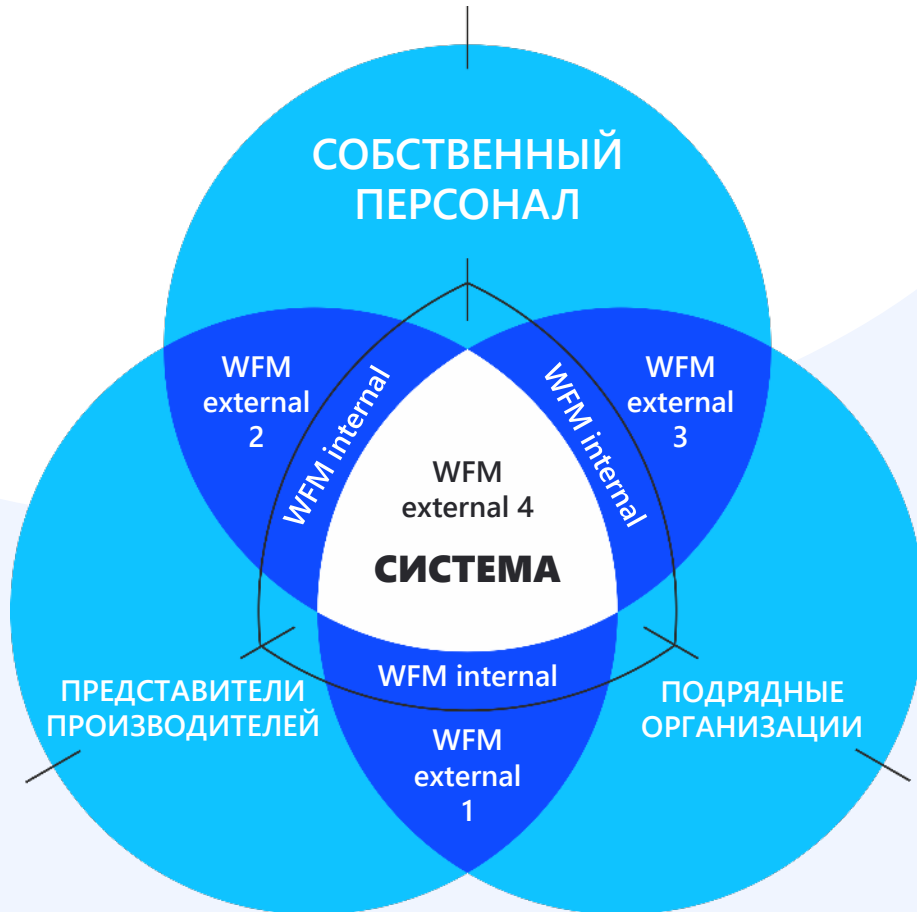 СОБСТВЕННЫЙ
ПЕРСОНАЛ
WFM
external
2
WFM internal
WFM internal
WFM
external
3
WFM
external 4
СИСТЕМА
WFM internal
ПРЕДСТАВИТЕЛИ
ПРОИЗВОДИТЕЛЕЙ
ПОДРЯДНЫЕ
ОРГАНИЗАЦИИ
WFM
external
1